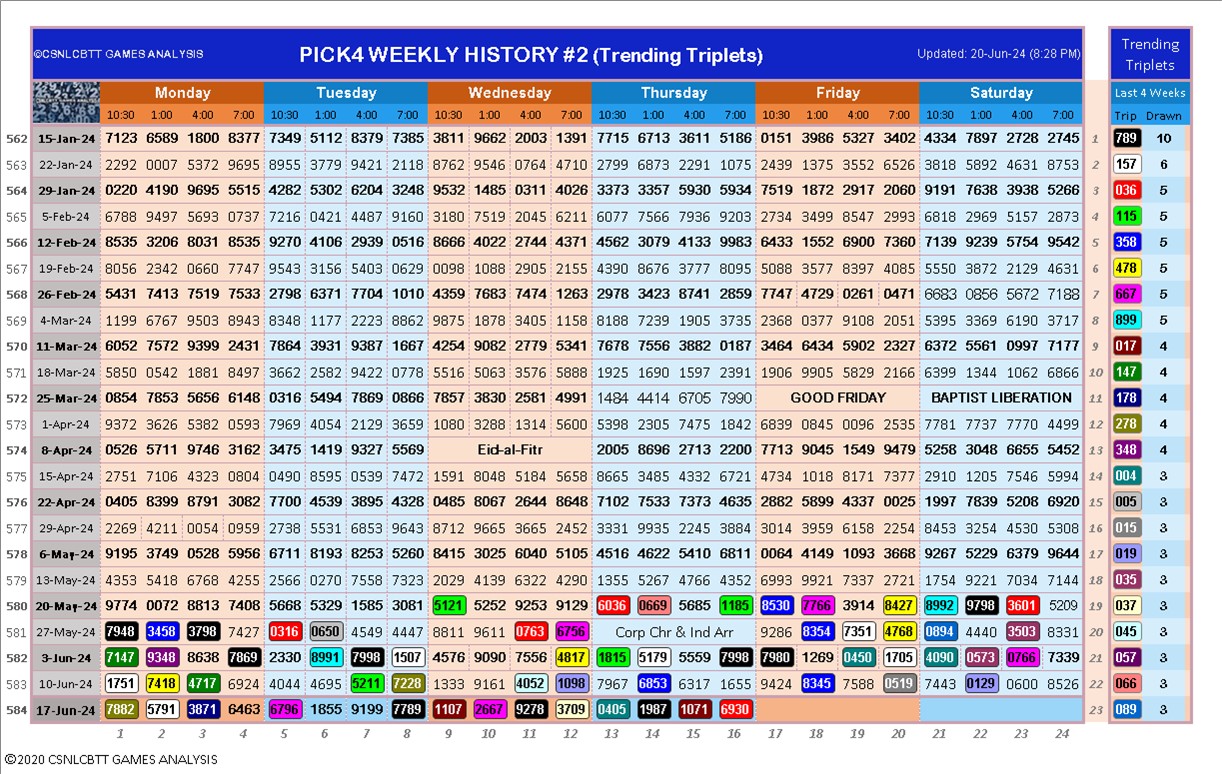 ©CSNLCBTT GAMES ANALYSIS PICK4 WEEKLY HISTORY #2 (Trending Triplets) Updated: 20-Jun-24 (8:28 PM) Trending Triplets
Monday Tuesday Wednesday Thursday Friday Saturday Last 4 Weeks
10:30 1:00 4:00 7:00 10:30 1:00 4:00 7:00 10:30 1:00 4:00 7:00 10:30 1:00 4:00 7:00 10:30 1:00 4:00 7:00 10:30 1:00 4:00 7:00 Trip Drawn
562 15-Jan-24 7123 6589 1800 8377 7349 5112 8379 7385 3811 9662 2003 1391 7715 6713 3611 5186 0151 3986 5327 3402 4334 7897 2728 2745 1 789 10
563 22-Jan-24 2292 0007 5372 9695 8955 3779 9421 2118 9762 9546 0764 4710 2799 6873 2291 1075 2439 1375 3552 6526 3818 5892 4631 8753 2 157 6
564 29-Jan-24 0220 4190 9695 5515 4282 5302 6204 3248 9532 1485 0311 4026 3373 3357 5930 5934 7519 1872 2917 2060 9191 7638 3938 5266 3 036 5
565 5-Feb-24 6788 9497 5693 0737 7216 0421 4487 9160 3180 7519 2045 6211 6077 7566 7936 9203 2734 3499 8547 2993 6818 2969 5157 2873 4 115 5
566 12-Feb-24 8535 3206 8031 8535 9270 4106 2939 0516 8666 4022 2744 4371 4562 3079 4133 9983 6433 1552 6900 7360 7139 9239 5754 9542 5 358 5
567 19-Feb-24 8056 2342 0660 7747 9543 3156 5403 0629 0098 1088 2905 2155 4390 8676 3777 8095 5088 3577 8397 4085 5550 3872 2129 4631 6 478 5
568 26-Feb-24 5431 7413 7519 7533 2798 6371 7704 1010 4359 7683 7474 1263 2978 3423 8741 2859 7747 4729 0261 0471 6683 0856 5672 7188 7 667 5
569 4-Mar-24 1199 6767 9503 8943 8348 1177 2223 8862 9875 1878 3405 1158 8188 7239 1905 3735 2368 0377 9108 2051 5395 3369 6190 3717 8 899 5
570 11-Mar-24 6052 7572 9399 2431 7864 3931 9387 1667 4254 9082 2779 5341 7678 7556 3882 0187 3464 6434 5902 2327 6372 5561 0997 7177 9 017 4
571 18-Mar-24 5850 0542 1881 8497 3662 2582 9422 0778 5516 5063 3576 5888 1925 1690 1597 2391 1906 9905 5829 2166 6399 1344 1062 6866 10 147 4
572 25-Mar-24 0854 7853 5656 6148 0316 5494 7869 0896 7857 3830 2581 4991 1484 4414 6705 7990 GOOD FRIDAY BAPTIST LIBERATION 11 178 4
573 1-Apr-24 9372 3626 5382 0593 7969 4054 2129 3659 1080 3288 1314 5600 5398 2305 7475 1842 6839 0845 0096 2535 7781 7737 7770 4499 12 278 4
574 8-Apr-24 0526 5711 9746 3162 3475 1419 9327 5569 Eid-al-Fitr 2005 8696 2713 2200 7713 9045 1549 9479 5258 3048 6655 5452 13 348 4
575 15-Apr-24 2751 7106 4323 0804 0490 8595 0539 7472 1591 8048 5184 5658 8665 3485 4332 6721 4734 1018 8171 7377 2910 1205 7546 5994 14 004 3
576 22-Apr-24 0405 8399 8791 3082 7700 4539 3895 4328 0485 8067 2644 8648 7102 7533 7373 4635 2882 5899 4337 0025 1997 7839 5208 6920 15 005 3
577 29-Apr-24 2269 4211 0054 0959 2738 5531 6853 9643 9712 9665 3665 2452 3331 9935 2245 3884 3014 3959 6158 2254 8453 3254 4530 5308 16 015 3
578 6-May-24 9195 3749 0528 5956 6711 8193 8253 5260 8415 3025 6040 5105 4516 4622 5410 6811 0064 4149 1093 3668 9267 5229 6379 9644 17 019 3
579 13-May-24 4353 5418 6768 4255 2566 0270 7558 7323 2029 4139 6322 4290 1355 5267 4766 4352 6993 9921 7337 2721 1754 9221 7034 7144 18 035 3
580 20-May-24 9774 0072 8813 7408 5668 5329 1585 3081 5121 5252 9253 9129 6036 0669 5685 1185 8530 7766 3914 8427 8992 9798 3601 5209 19 037 3
581 27-May-24 7948 3458 3798 7427 0316 0650 4549 4447 8811 9611 0763 6756 Corp Chr & Ind Arr 9286 8354 7351 4768 0894 4440 3503 8331 20 045 3
582 3-Jun-24 7147 9348 8638 7869 2330 8991 7998 1507 4576 9090 7556 4817 1815 5179 5559 7998 7980 1269 0450 1705 4090 0573 0766 7339 21 057 3
583 10-Jun-24 1751 7418 4717 6924 4044 4695 5211 7228 1333 9161 4052 1098 7967 6853 6317 1655 9424 8345 7588 0519 7443 0129 0600 8526 22 066 3
584 17-Jun-24 7882 5791 3871 6463 6796 1855 9199 7789 1107 2667 9278 3709 0405 1987 1071 6930 23 089 3
1 2 3 4 5 6 7 8 9 10 11 12 13 14 15 16 17 18 19 20 21 22 23 24
©2020 CSNLCBTT GAMES ANALYSIS